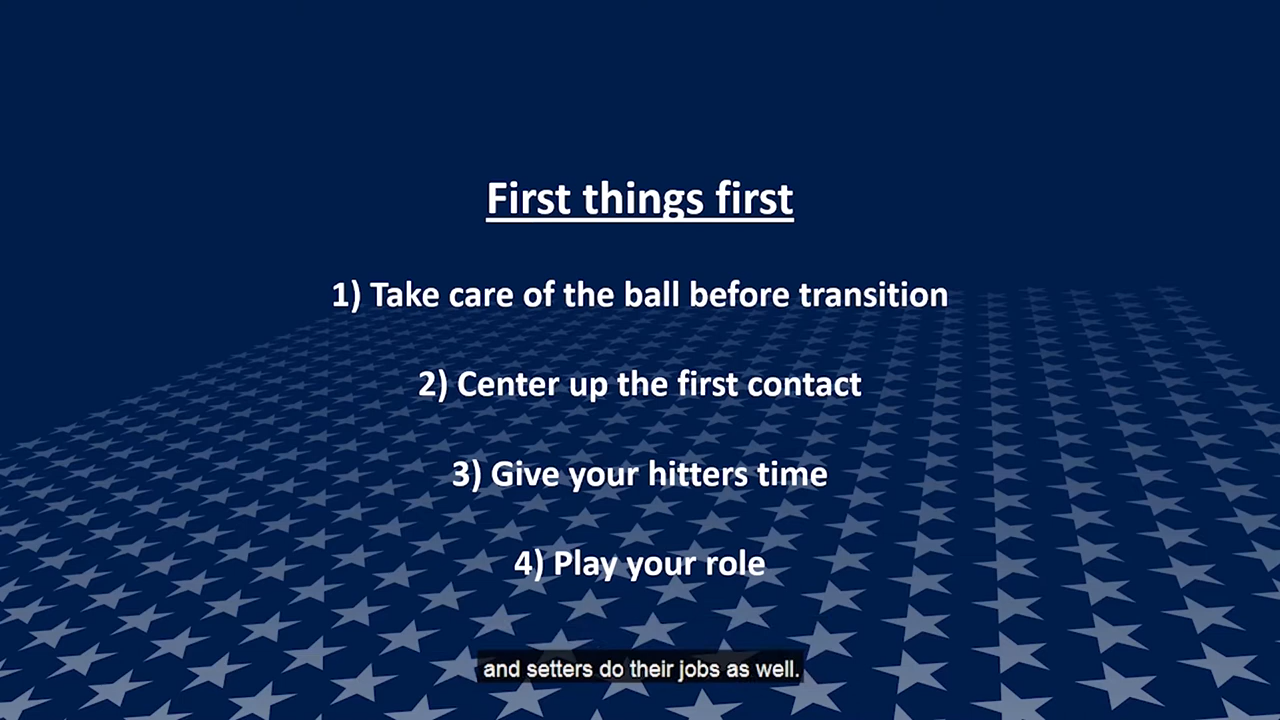 First things first
1) Take care of the ball before transition
2) Center up the first contact
3) Give your hitters time
4) Play your role
and setters do their jobs as well.